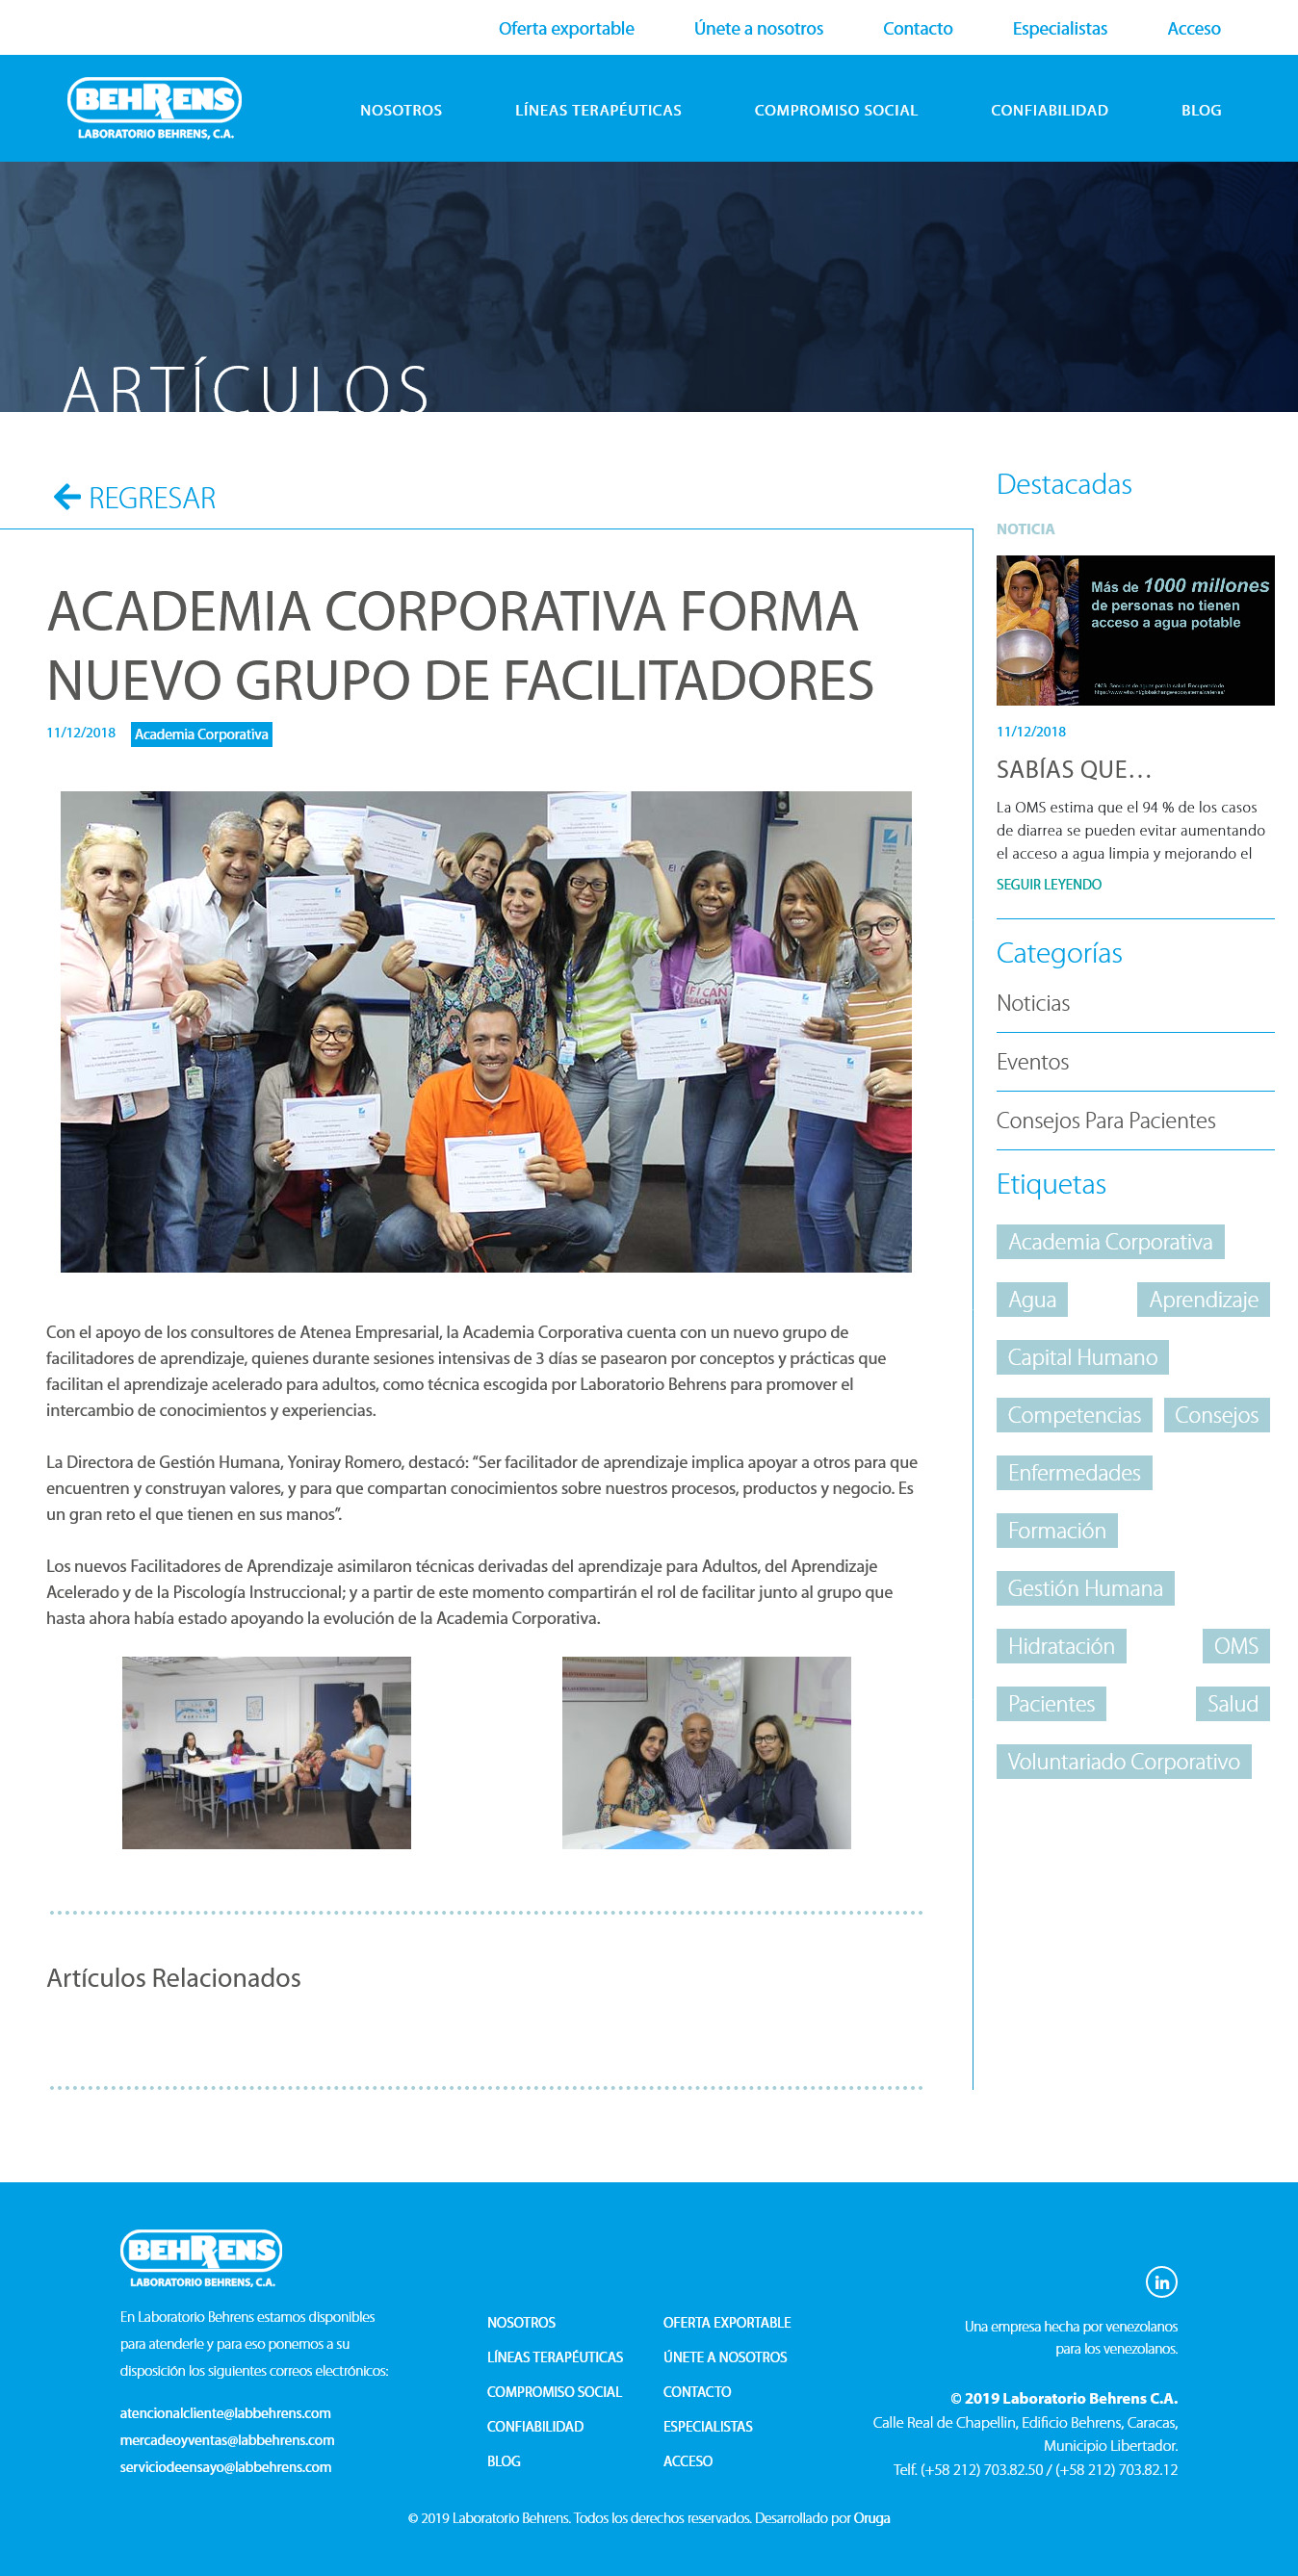 Oferta exportable
Únete a nosotros
Contacto
Especialistas
Acceso
BEHRENS
LABORATORIO BEHRENS, C.A.
NOSOTROS
LÍNEAS TERAPÉUTICAS
COMPROMISO SOCIAL
CONFIABILIDAD
BLOG
ARTÍCULOS
REGRESAR
ACADEMIA CORPORATIVA FORMA
NUEVO GRUPO DE FACILITADORES
11/12/2018
Academia Corporativa
Con el apoyo de los consultores de Atenea Empresarial, la Academia Corporativa cuenta con un nuevo grupo de
facilitadores de aprendizaje, quienes durante sesiones intensivas de 3 días se pasearon por conceptos y prácticas que
facilitan el aprendizaje acelerado para adultos, como técnica escogida por Laboratorio Behrens para promover el
intercambio de conocimientos y experiencias.
La Directora de Gestión Humana, Yoniray Romero, destacó: “Ser facilitador de aprendizaje implica apoyar a otros para que
encuentren y construyan valores, y para que compartan conocimientos sobre nuestros procesos, productos y negocio. Es
un gran reto el que tienen en sus manos”.
Los nuevos Facilitadores de Aprendizaje asimilaron técnicas derivadas del aprendizaje para Adultos, del Aprendizaje
Acelerado y de la Piscología Instruccional; y a partir de este momento compartirán el rol de facilitar junto al grupo que
hasta ahora había estado apoyando la evolución de la Academia Corporativa.
Artículos Relacionados
Destacadas
NOTICIA
Más de 1000 millones
de personas no tienen
acceso a agua potable
11/12/2018
SABÍAS QUE…
La OMS estima que el 94 % de los casos
de diarrea se pueden evitar aumentando
el acceso a agua limpia y mejorando el
SEGUIR LEYENDO
Categorías
Noticias
Eventos
Consejos Para Pacientes
Etiquetas
Academia Corporativa
Agua
Aprendizaje
Capital Humano
Competencias
Consejos
Enfermedades
Formación
Gestión Humana
Hidratación
OMS
Pacientes
Salud
Voluntariado Corporativo
BEHRENS
LABORATORIO BEHRENS, C.A.
En Laboratorio Behrens estamos disponibles
para atenderle y para eso ponemos a su
disposición los siguientes correos electrónicos:
atencionalcliente@labbehrens.com
mercadeoyventas@labbehrens.com
serviciodeensayo@labbehrens.com
NOSOTROS
LÍNEAS TERAPÉUTICAS
COMPROMISO SOCIAL
CONFIABILIDAD
BLOG
OFERTA EXPORTABLE
ÚNETE A NOSOTROS
CONTACTO
ESPECIALISTAS
ACCESO
in
Una empresa hecha por venezolanos
para los venezolanos.
© 2019 Laboratorio Behrens C.A.
Calle Real de Chapellin, Edificio Behrens, Caracas,
Municipio Libertador.
Telf. (+58 212) 703.82.50 / (+58 212) 703.82.12
© 2019 Laboratorio Behrens. Todos los derechos reservados. Desarrollado por Oruga